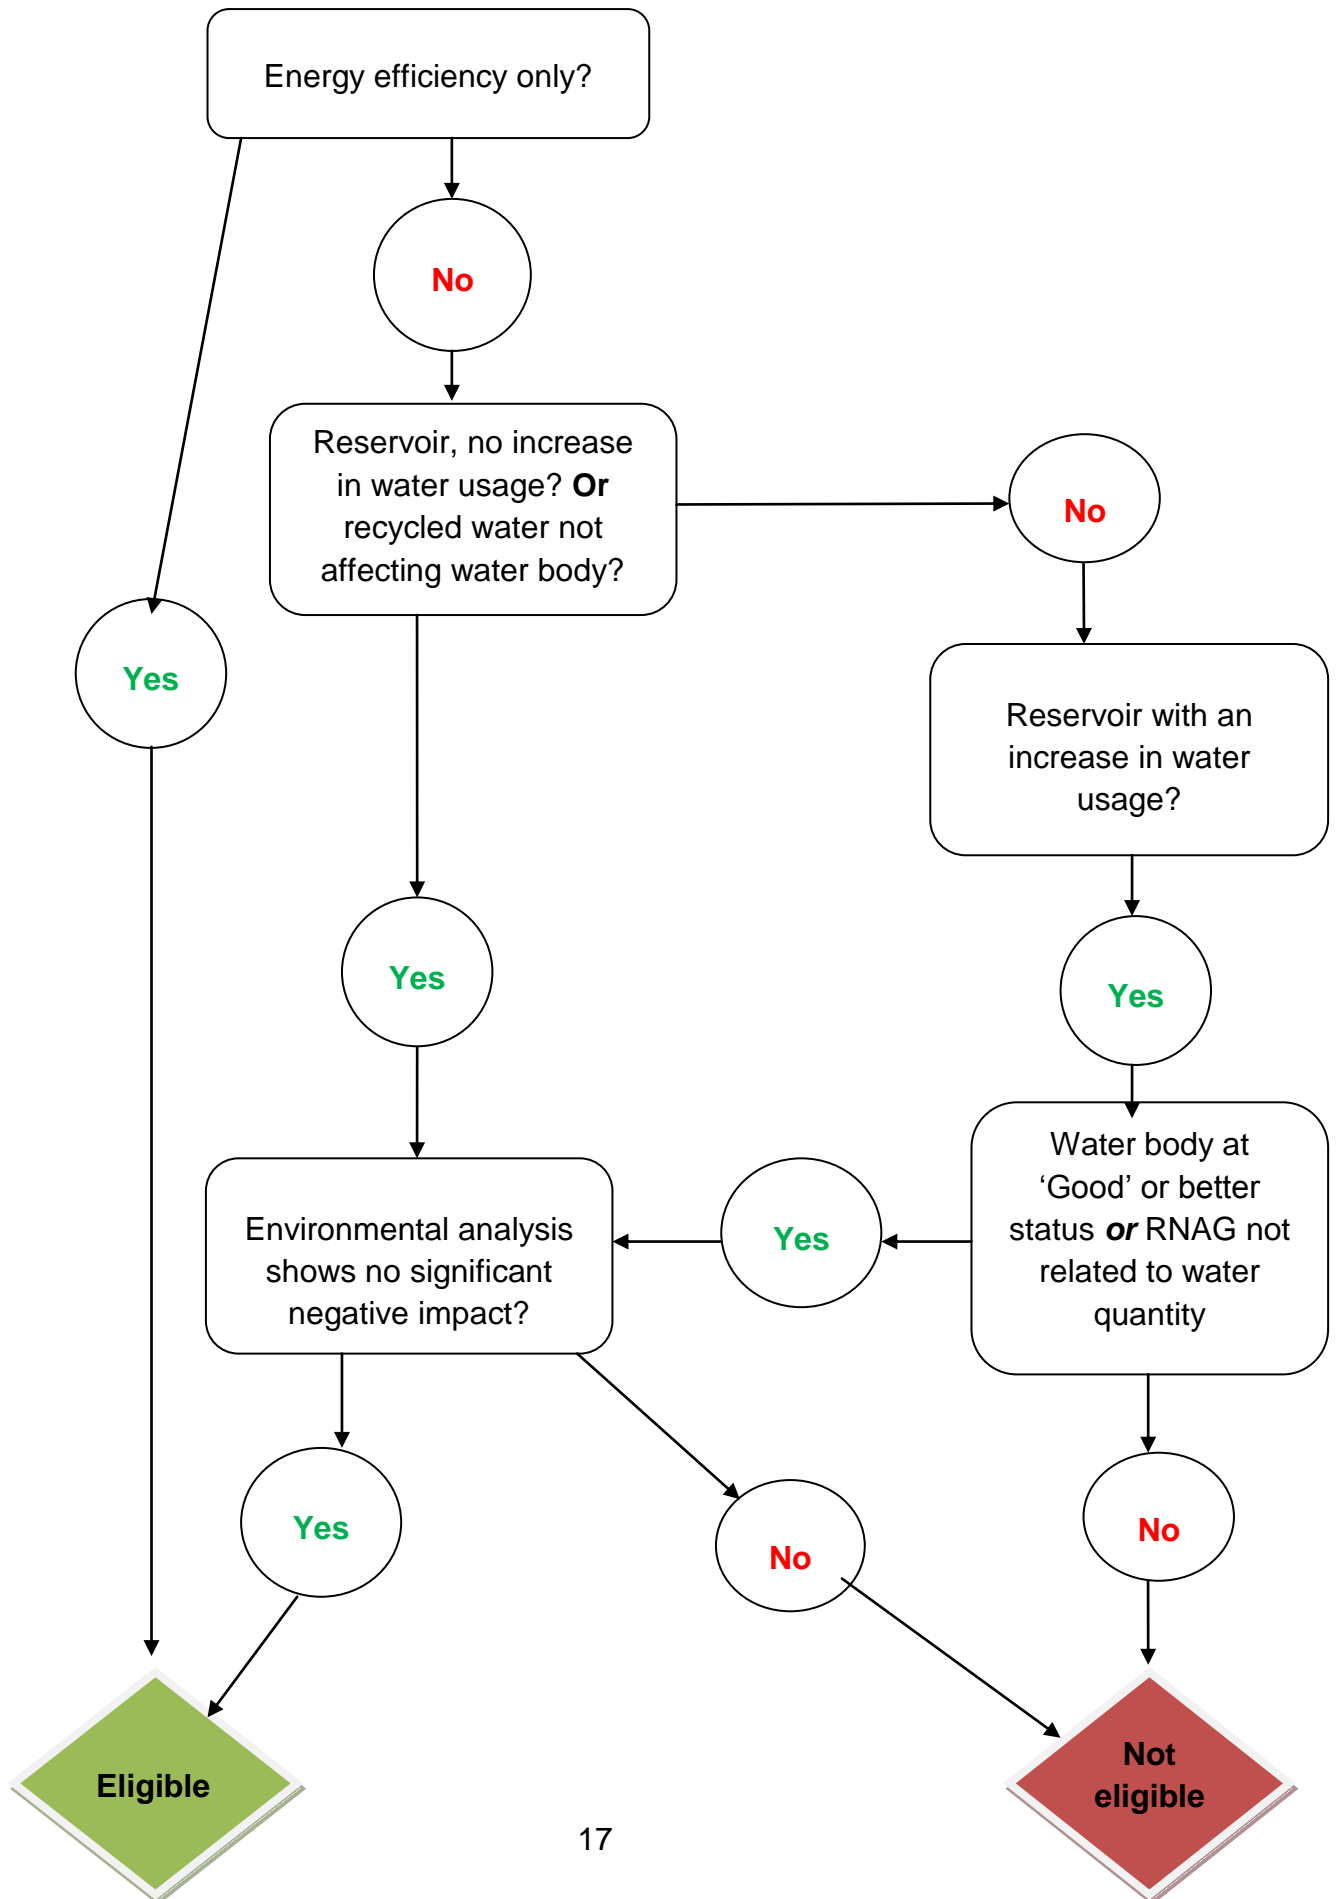 Energy efficiency only?
No
Reservoir, no increase
in water usage? Or
recycled water not
affecting water body?
No
Yes
Reservoir with an
increase in water
usage?
Yes
Yes
Water body at
‘Good’ or better
status or RNAG not
related to water
quantity
Yes
Environmental analysis
shows no significant
negative impact?
Yes
No
No
Eligible
Not
eligible
17